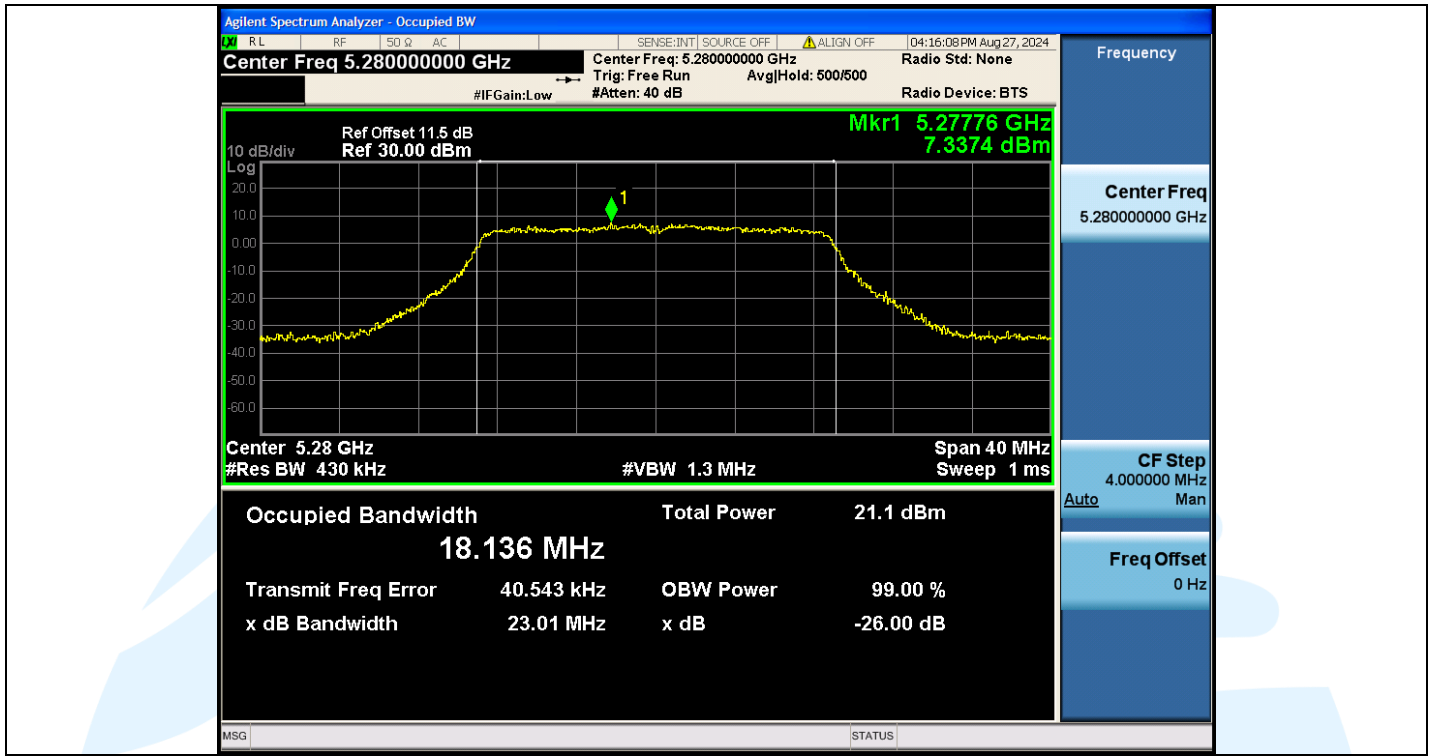 Agilent Spectrum Analyzer - Occupied BW
LXI RL RF 50 Ω AC SENSE:INT SOURCE OFF ALIGN OFF 04:16:08 PM Aug 27, 2024
Center Freq 5.280000000 GHz
Center Freq: 5.280000000 GHz
Radio Std: None
Trig: Free Run Avg|Hold: 500/500
#IFGain:Low #Atten: 40 dB Radio Device: BTS
Mkr1 5.27776 GHz
7.3374 dBm
Ref Offset 11.5 dB
10 dB/div Ref 30.00 dBm
Log
20.0
10.0
0.00
-10.0
-20.0
-30.0
-40.0
-50.0
-60.0
1
Center 5.28 GHz Span 40 MHz
#Res BW 430 kHz #VBW 1.3 MHz Sweep 1 ms
Occupied Bandwidth Total Power 21.1 dBm
18.136 MHz
Transmit Freq Error 40.543 kHz OBW Power 99.00 %
x dB Bandwidth 23.01 MHz x dB -26.00 dB
MSG STATUS
Frequency
Center Freq
5.280000000 GHz
CF Step
4.000000 MHz
Auto Man
Freq Offset
0 Hz